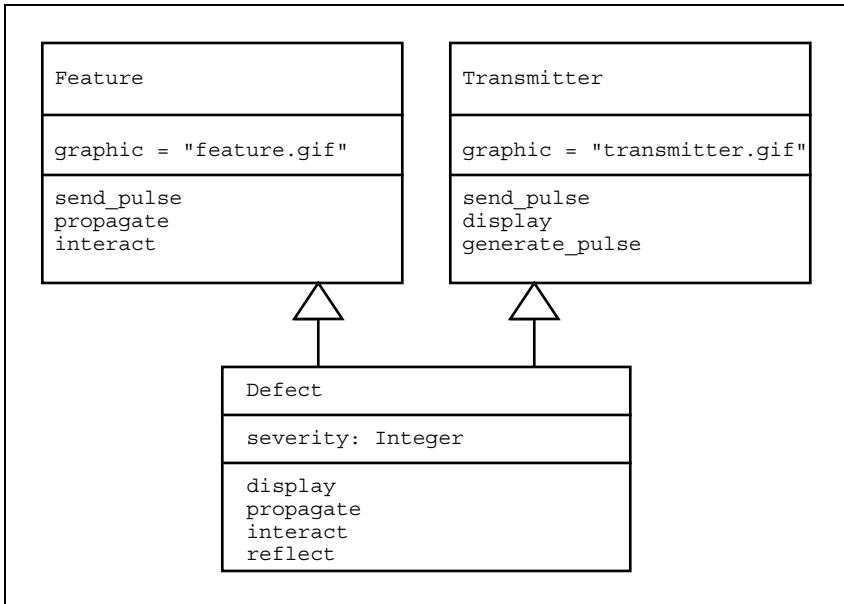 Feature
graphic = "feature.gif"
send_pulse
propagate
interact
Transmitter
graphic = "transmitter.gif"
send_pulse
display
generate_pulse
Defect
severity: Integer
display
propagate
interact
reflect